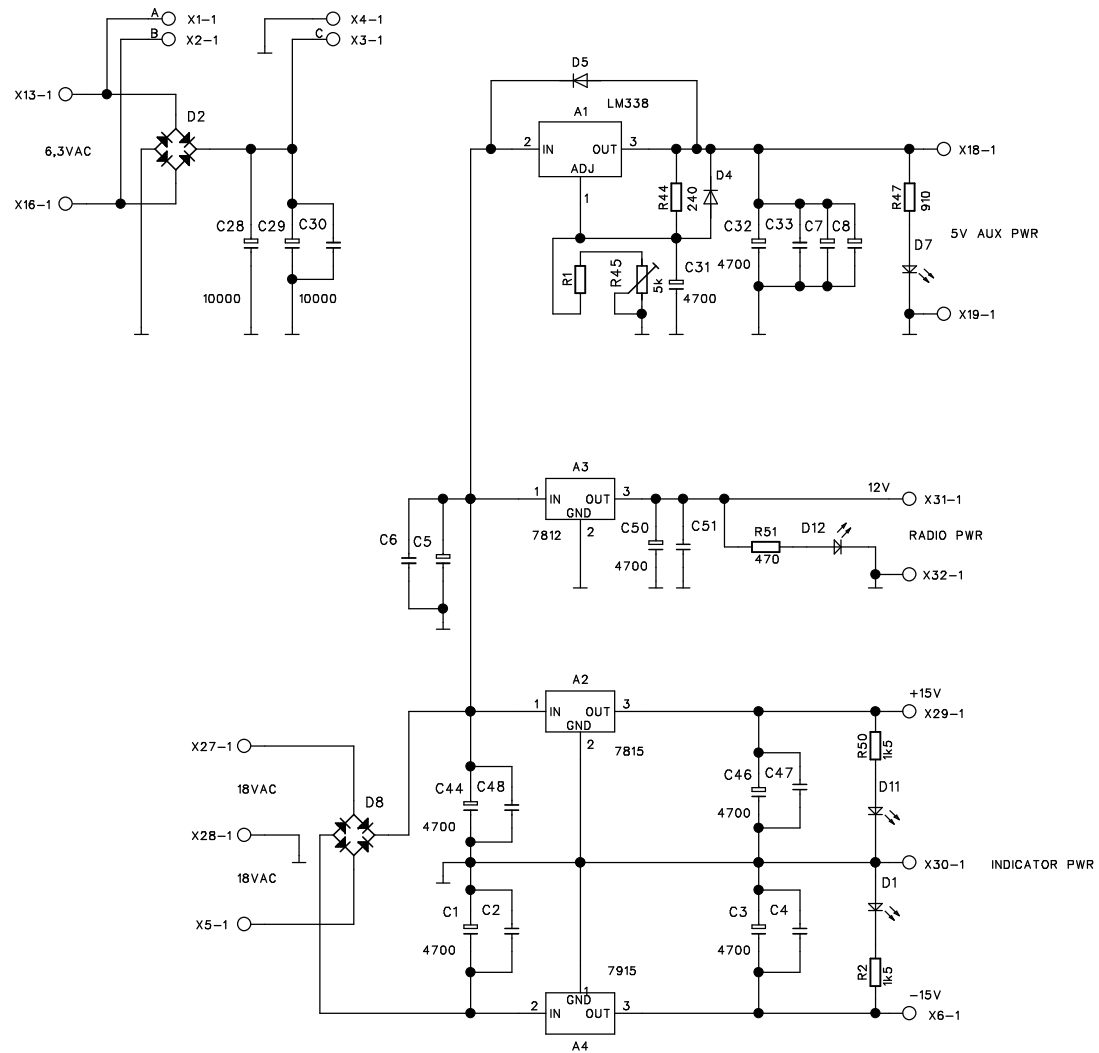 A X1-1
X4-1
B X2-1
C X3-1
X13-1
D2
6,3VAC
X16-1
C28 C29 C30
10000 10000
D5
LM338
A1
2 IN OUT 3
ADJ
1
X18-1
R44
240
D4
R47
910
C32 C33 C7 C8
5V AUX PWR
D7
R1
R45
5k
C31
4700
4700
X19-1
A3
1 IN OUT 3
GND
7812
2
12V
X31-1
C6 C5
C50 C51
4700
R51
470
D12
RADIO PWR
X32-1
A2
1 IN OUT 3
GND
2
7815
+15V
X29-1
R50
1k5
X27-1
18VAC
D8
X28-1
18VAC
X5-1
C44 C48
4700
C46 C47
4700
D11
X30-1
INDICATOR PWR
D1
C1 C2
4700
C3 C4
4700
R2
1k5
7915
1
GND
2 IN OUT 3
A4
-15V
X6-1